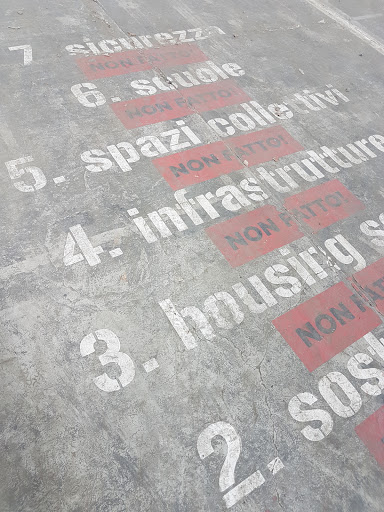 7 sicurezza
NON FATTO!
6. scuole
NON FATTO!
5. spazi collettivi
NON FATTO!
4. infrastrutture
NON FATTO!
3. housing s
NON FATTO!
2. sost